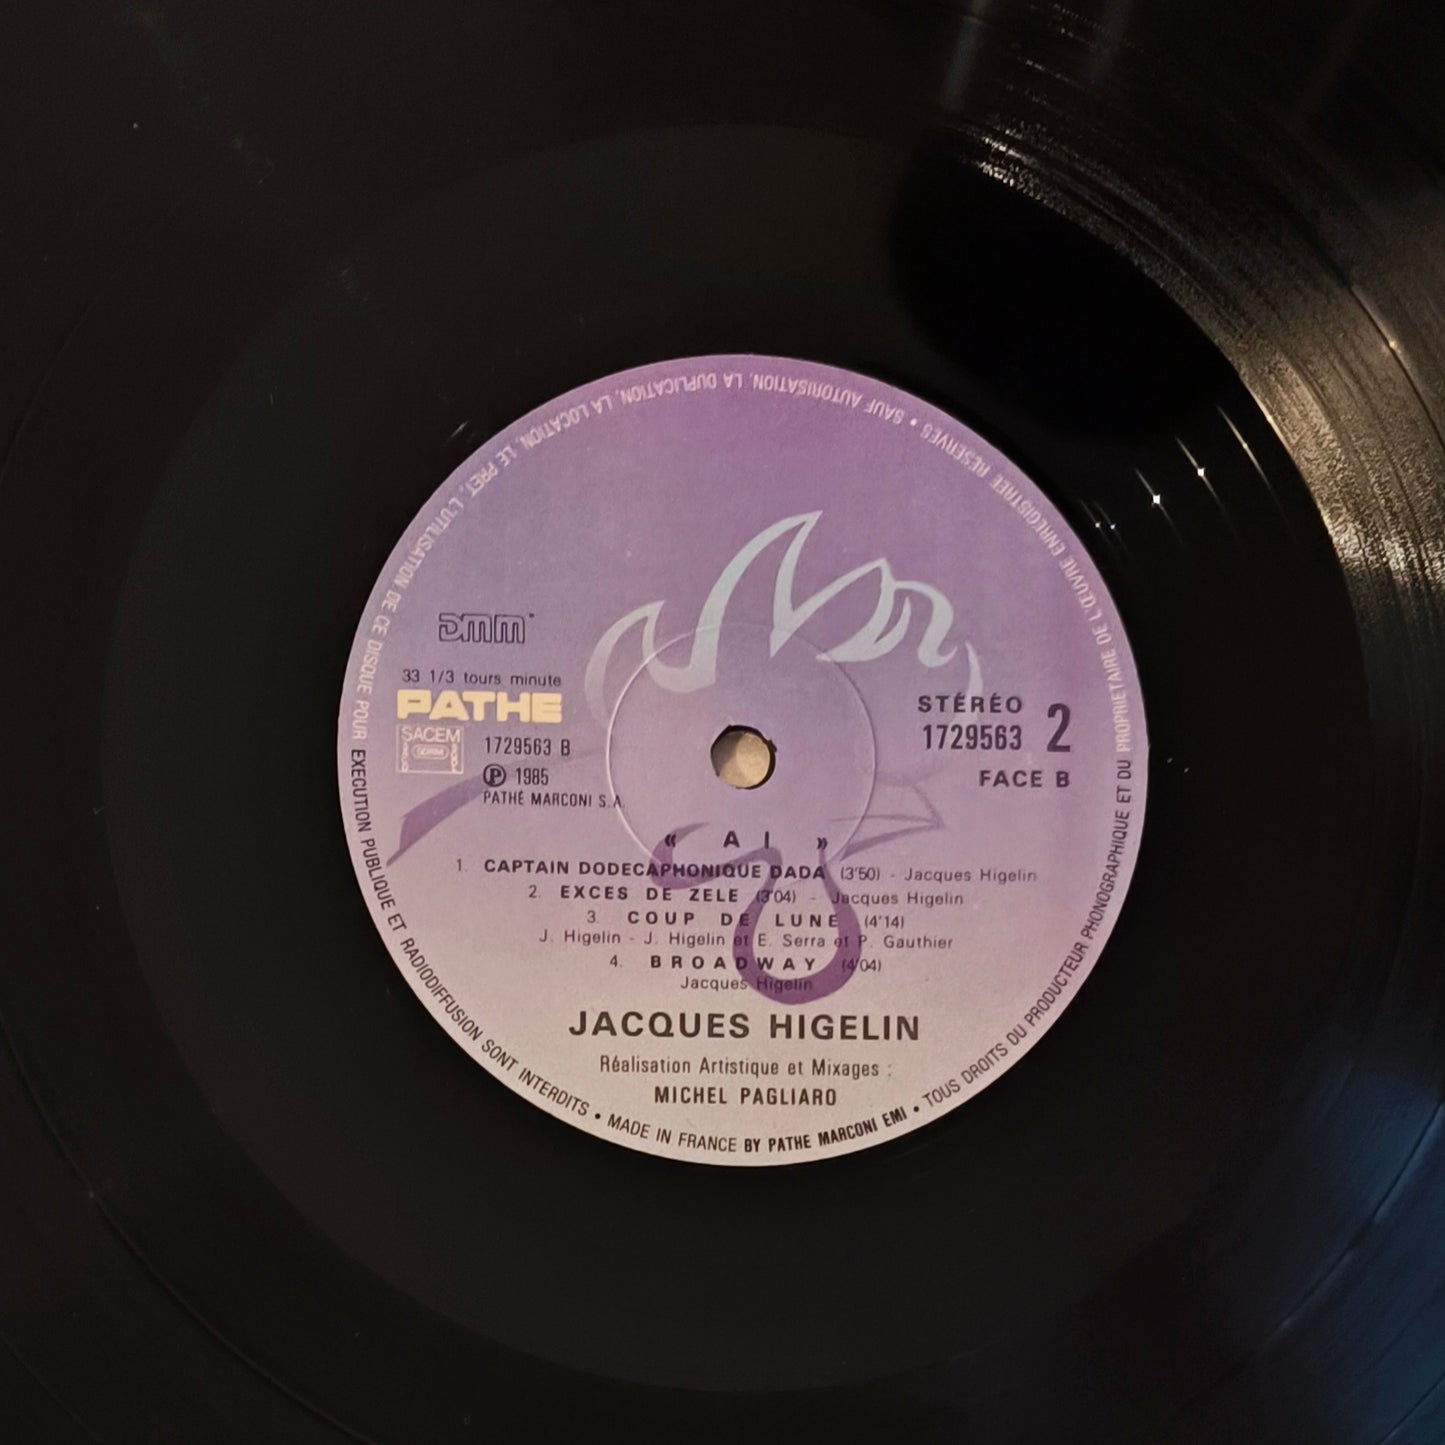 DMM
33 1/3 tours minute
PATHE
SACEM
SDRM
1729563 B
℗ 1985
PATHÉ MARCONI S.A.
STÉRÉO
1729563 2
FACE B
« A I »
1. CAPTAIN DODECAPHONIQUE DADA (3'50) - Jacques Higelin
2. EXCES DE ZELE (3'04) - Jacques Higelin
3. COUP DE LUNE (4'14)
J. Higelin - J. Higelin et E. Serra et P. Gauthier
4. BROADWAY (4'04)
Jacques Higelin
JACQUES HIGELIN
Réalisation Artistique et Mixages :
MICHEL PAGLIARO
TOUS DROITS DU PRODUCTEUR PHONOGRAPHIQUE ET DU PROPRIETAIRE DE L'ŒUVRE ENREGISTREE RESERVES • SAUF AUTORISATION, LA DUPLICATION, LA LOCATION, LE PRET, L'UTILISATION DE CE DISQUE POUR EXECUTION PUBLIQUE ET RADIODIFFUSION SONT INTERDITS • MADE IN FRANCE BY PATHE MARCONI EMI •